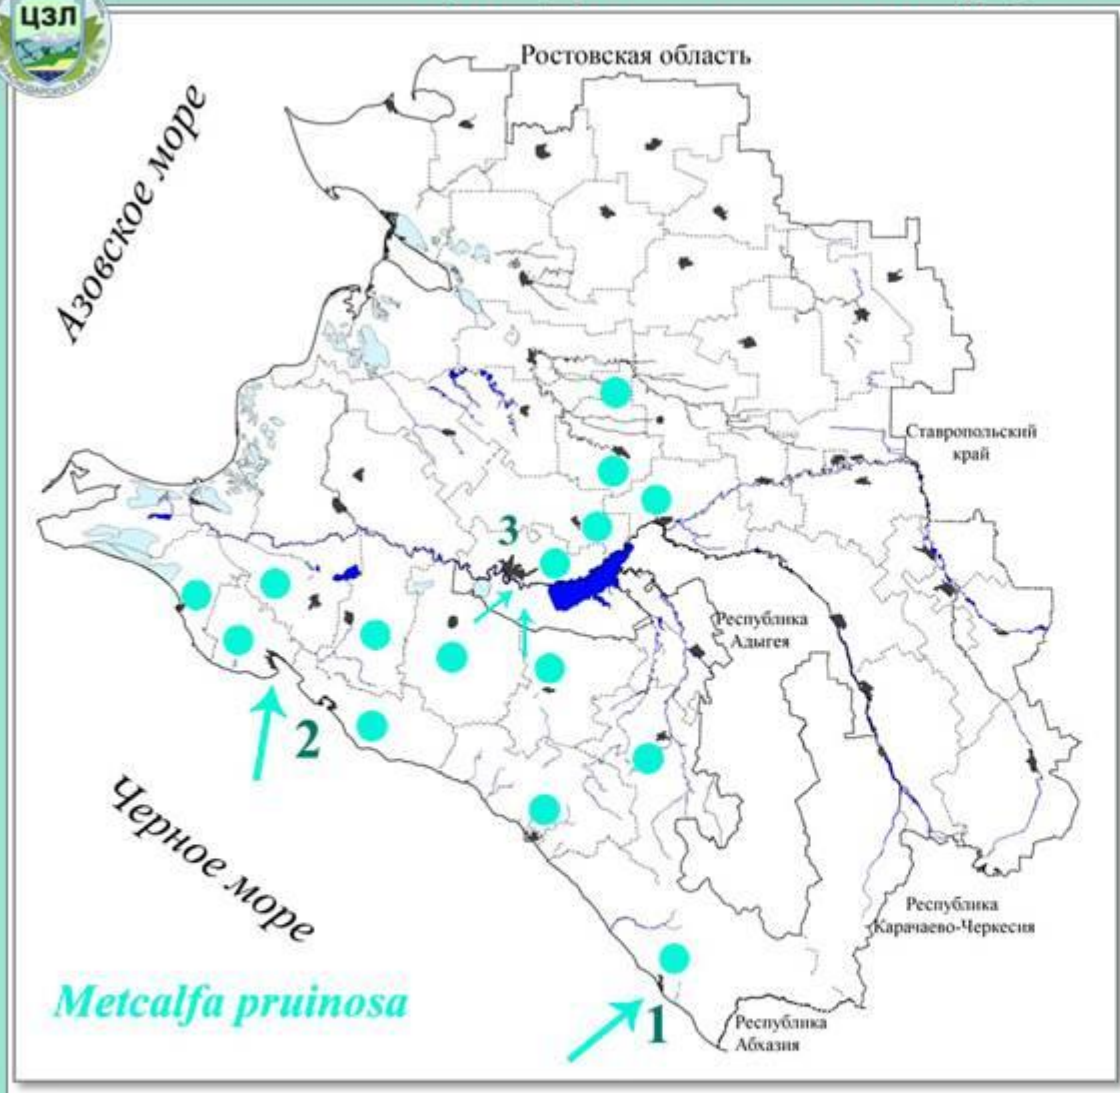 ЦЗЛ
Ростовская область
Азовское море
Ставропольский
край
3
Республика
Адыгея
2
Черное море
Республика
Карачаево-Черкесия
Metcalfa pruinosa
1
Республика
Абхазия